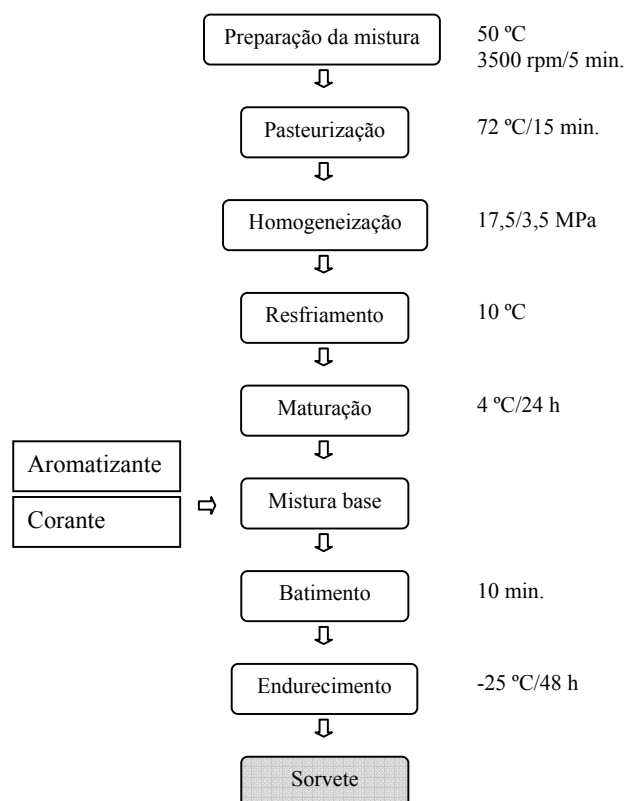 Preparação da mistura
50 ºC
3500 rpm/5 min.
Pasteurização
72 ºC/15 min.
Homogeneização
17,5/3,5 MPa
Resfriamento
10 ºC
Maturação
4 ºC/24 h
Aromatizante
Corante
Mistura base
Batimento
10 min.
Endurecimento
-25 ºC/48 h
Sorvete